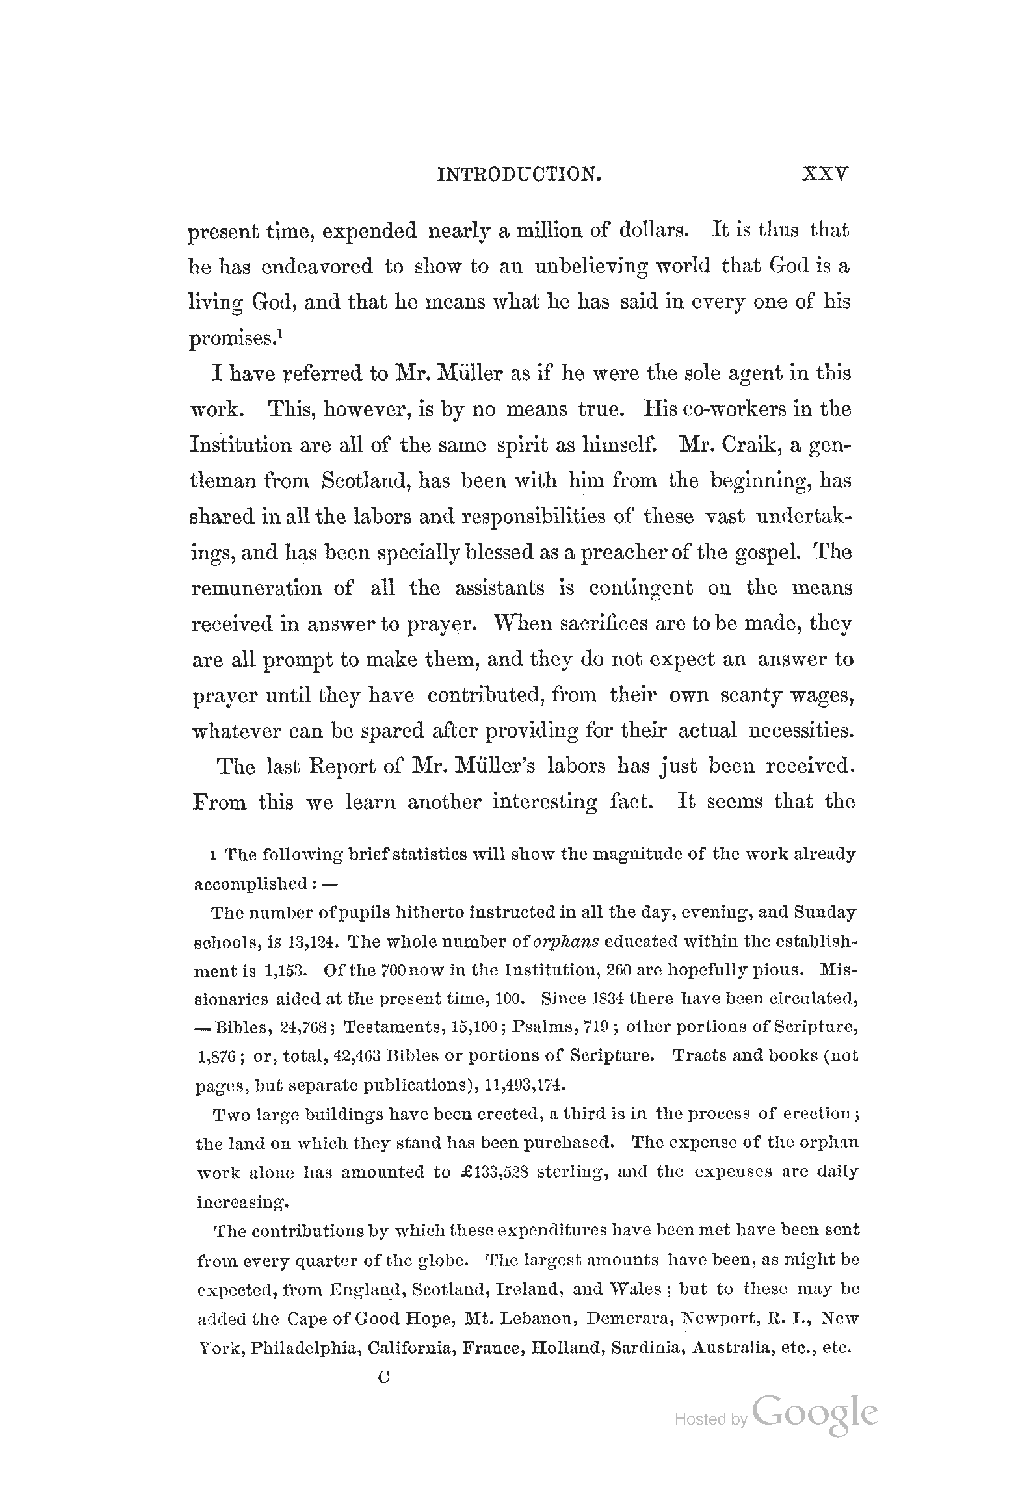 INTRODUCTION. XXV
present time, expended nearly a million of dollars. It is thus that
he has endeavored to show to an unbelieving world that God is a
living God, and that he means what he has said in every one of his
promises.¹
I have referred to Mr. Müller as if he were the sole agent in this
work. This, however, is by no means true. His co-workers in the
Institution are all of the same spirit as himself. Mr. Craik, a gen-
tleman from Scotland, has been with him from the beginning, has
shared in all the labors and responsibilities of these vast undertak-
ings, and has been specially blessed as a preacher of the gospel. The
remuneration of all the assistants is contingent on the means
received in answer to prayer. When sacrifices are to be made, they
are all prompt to make them, and they do not expect an answer to
prayer until they have contributed, from their own scanty wages,
whatever can be spared after providing for their actual necessities.
The last Report of Mr. Müller's labors has just been received.
From this we learn another interesting fact. It seems that the
1 The following brief statistics will show the magnitude of the work already
accomplished: —
The number of pupils hitherto instructed in all the day, evening, and Sunday
schools, is 13,124. The whole number of orphans educated within the establish-
ment is 1,153. Of the 700 now in the Institution, 260 are hopefully pious. Mis-
sionaries aided at the present time, 100. Since 1834 there have been circulated,
— Bibles, 24,768; Testaments, 15,100; Psalms, 719; other portions of Scripture,
1,876; or, total, 42,463 Bibles or portions of Scripture. Tracts and books (not
pages, but separate publications), 11,493,174.
Two large buildings have been erected, a third is in the process of erection;
the land on which they stand has been purchased. The expense of the orphan
work alone has amounted to £133,528 sterling, and the expenses are daily
increasing.
The contributions by which these expenditures have been met have been sent
from every quarter of the globe. The largest amounts have been, as might be
expected, from England, Scotland, Ireland, and Wales; but to these may be
added the Cape of Good Hope, Mt. Lebanon, Demerara, Newport, R. I., New
York, Philadelphia, California, France, Holland, Sardinia, Australia, etc., etc.
C
Hosted by Google